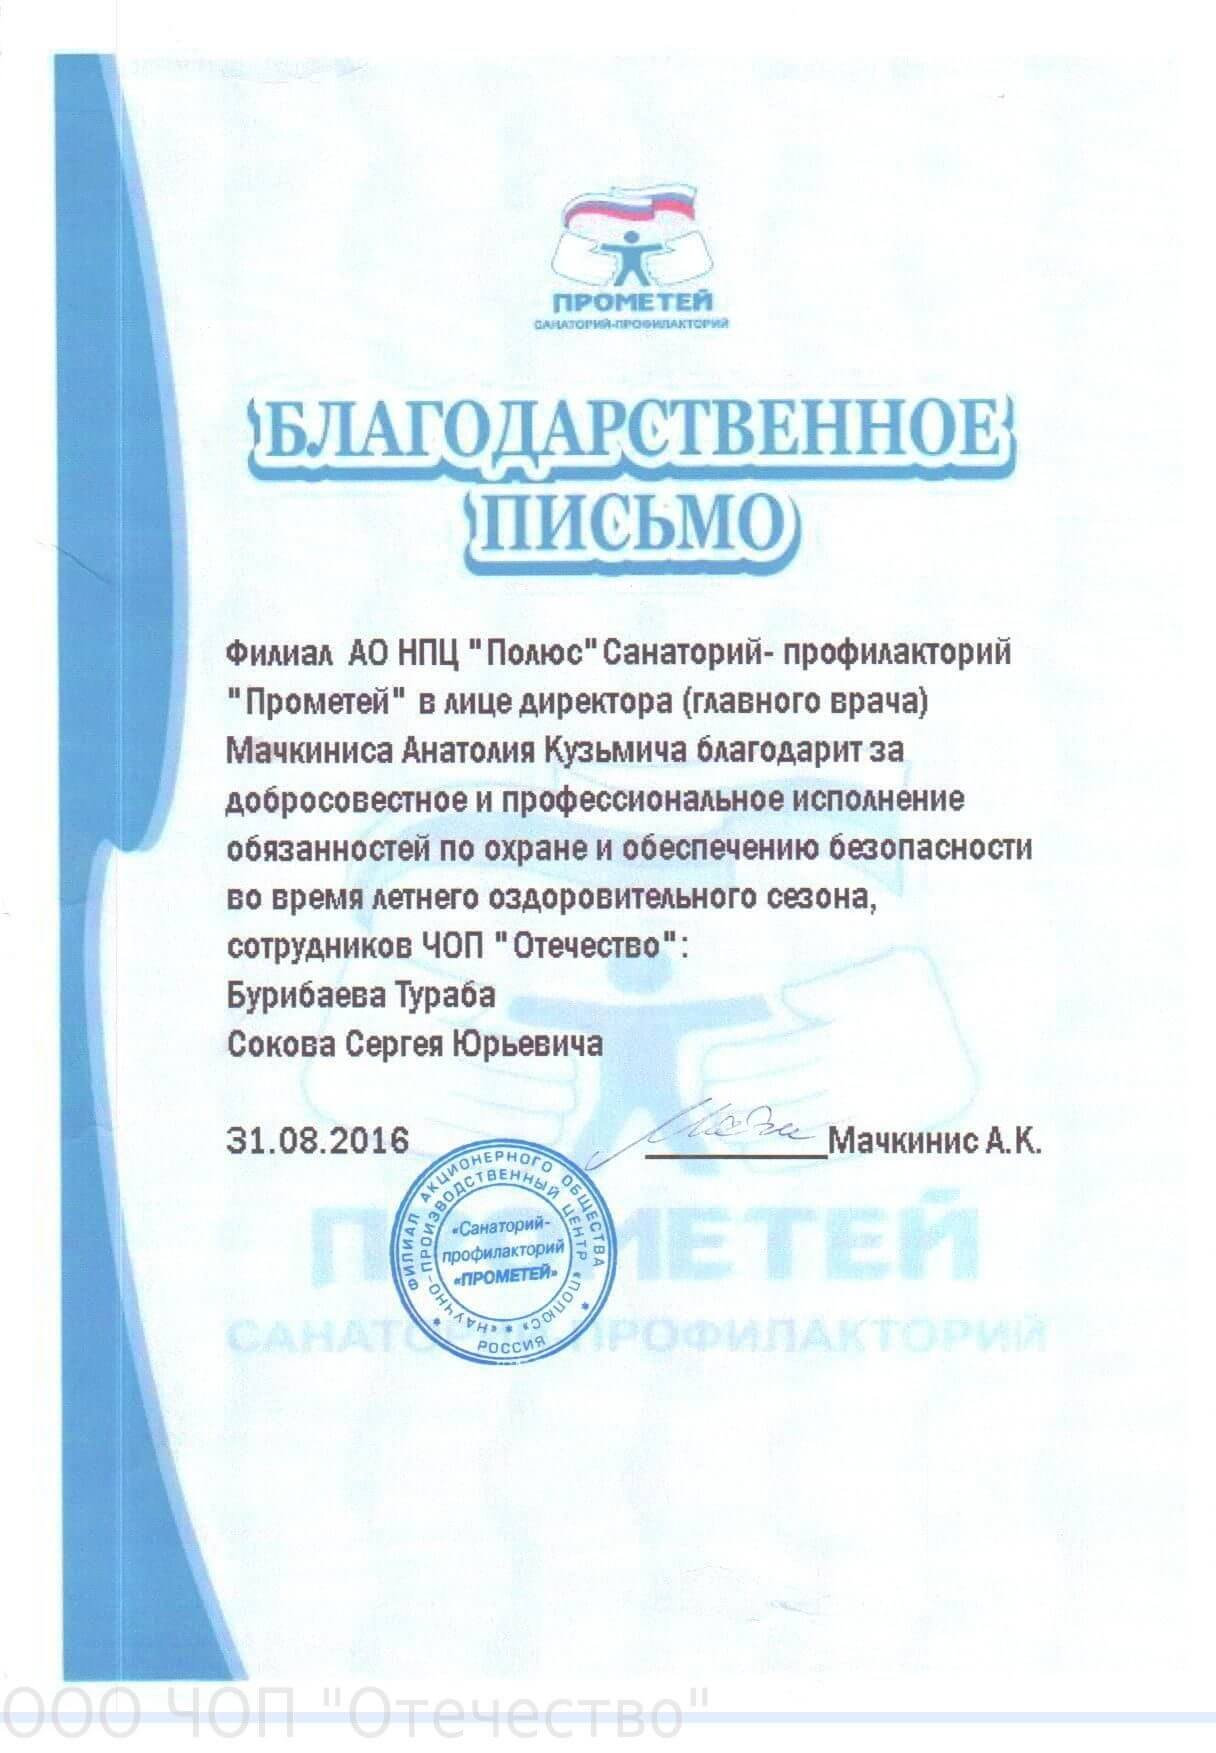 ПРОМЕТЕЙ
САНАТОРИЙ-ПРОФИЛАКТОРИЙ
БЛАГОДАРСТВЕННОЕ
ПИСЬМО
Филиал АО НПЦ "Полюс" Санаторий- профилакторий
"Прометей" в лице директора (главного врача)
Мачкиниса Анатолия Кузьмича благодарит за
добросовестное и профессиональное исполнение
обязанностей по охране и обеспечению безопасности
во время летнего оздоровительного сезона,
сотрудников ЧОП "Отечество":
Бурибаева Тураба
Сокова Сергея Юрьевича
31.08.2016 Мачкинис А.К.
ФИЛИАЛ АКЦИОНЕРНОГО ОБЩЕСТВА
«НАУЧНО-ПРОИЗВОДСТВЕННЫЙ ЦЕНТР «ПОЛЮС»
«Санаторий-
профилакторий
«ПРОМЕТЕЙ»
РОССИЯ
ПРОМЕТЕЙ
САНАТОРИЙ-ПРОФИЛАКТОРИЙ
ООО ЧОП "Отечество"